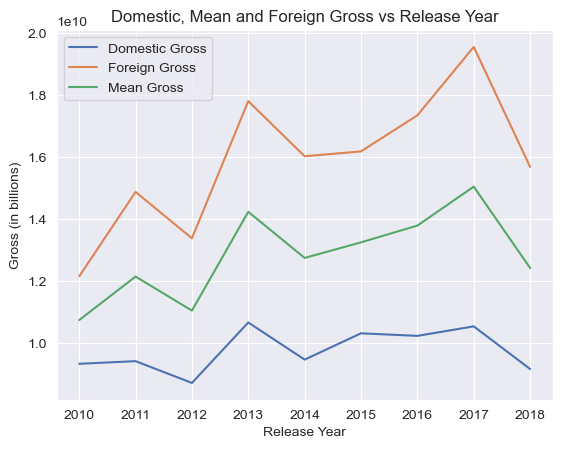 Domestic, Mean and Foreign Gross vs Release Year
1e10
Domestic Gross
Foreign Gross
Mean Gross
2.0
1.8
1.6
1.4
1.2
1.0
Gross (in billions)
2010 2011 2012 2013 2014 2015 2016 2017 2018
Release Year